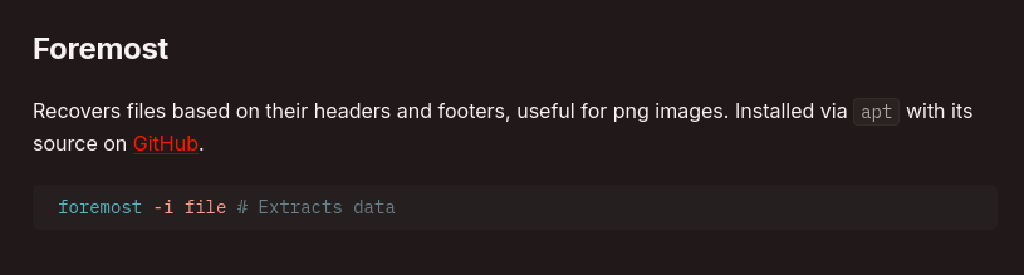 Foremost
Recovers files based on their headers and footers, useful for png images. Installed via apt with its
source on GitHub.
foremost -i file # Extracts data